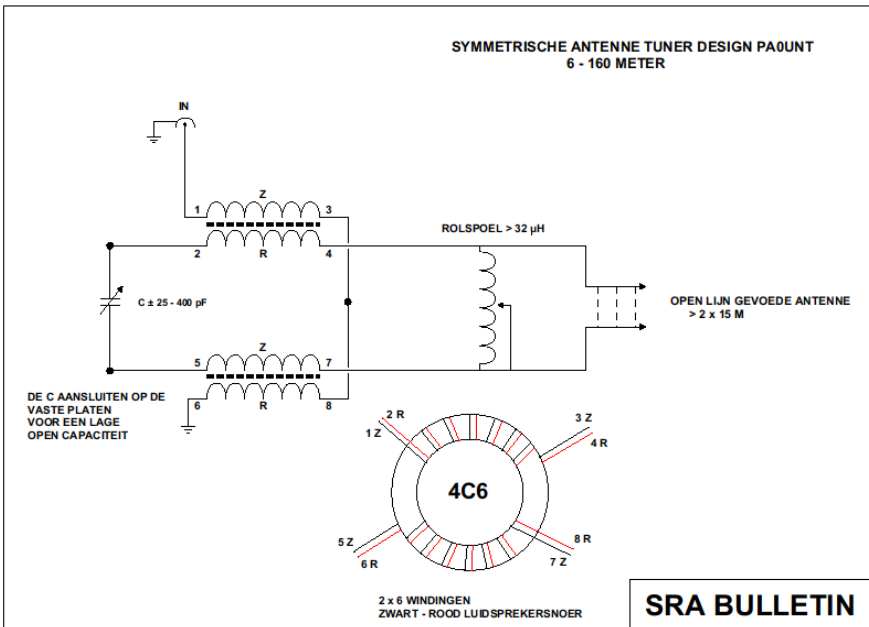 SYMMETRISCHE ANTENNE TUNER DESIGN PA0UNT
6 - 160 METER
IN
Z
1
3
2
R
4
ROLSPOEL > 32 µH
C ± 25 - 400 pF
OPEN LIJN GEVOEDE ANTENNE
> 2 x 15 M
Z
5
7
6
R
8
DE C AANSLUITEN OP DE
VASTE PLATEN
VOOR EEN LAGE
OPEN CAPACITEIT
2 R
1 Z
3 Z
4 R
4C6
5 Z
6 R
8 R
7 Z
2 x 6 WINDINGEN
ZWART - ROOD LUIDSPREKERSNOER
SRA BULLETIN